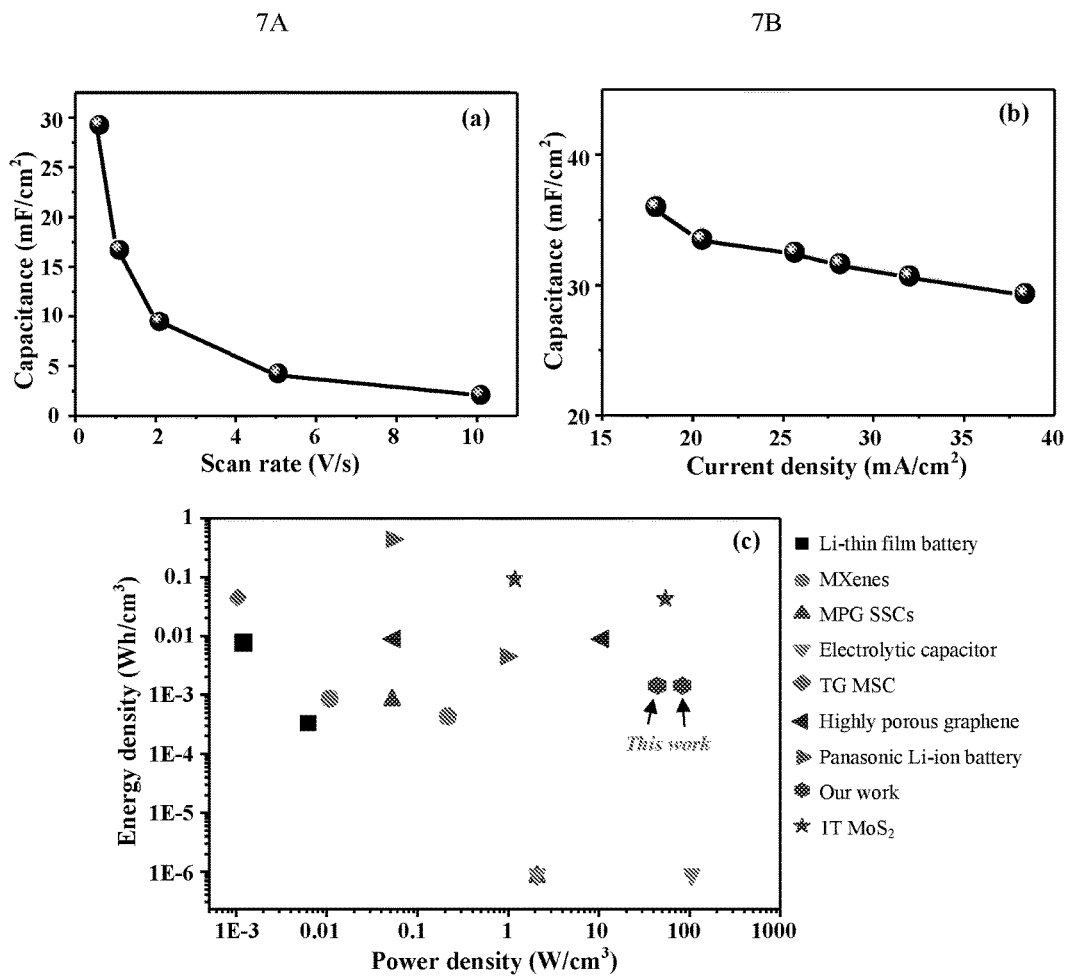 7A
7B
(a)
30
25
20
15
10
5
0
0 2 4 6 8 10
Capacitance (mF/cm²)
Scan rate (V/s)
(b)
40
30
20
15 20 25 30 35 40
Capacitance (mF/cm²)
Current density (mA/cm²)
(c)
1
0.1
0.01
1E-3
1E-4
1E-5
1E-6
1E-3 0.01 0.1 1 10 100 1000
Energy density (Wh/cm³)
Power density (W/cm³)
This work
Li-thin film battery
MXenes
MPG SSCs
Electrolytic capacitor
TG MSC
Highly porous graphene
Panasonic Li-ion battery
Our work
1T MoS₂